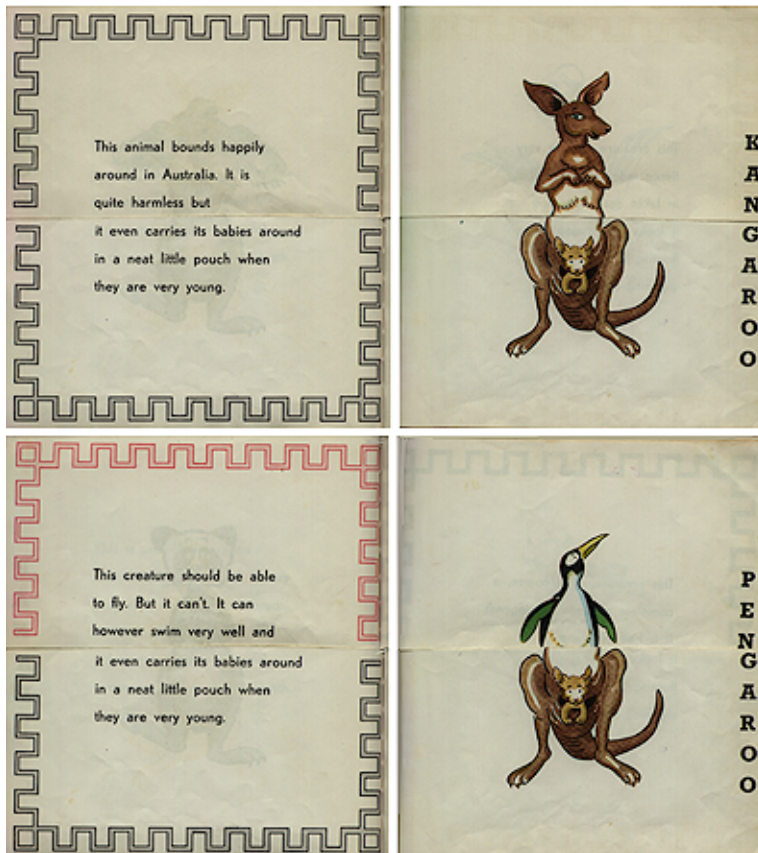 This animal bounds happily
around in Australia. It is
quite harmless but
it even carries its babies around
in a neat little pouch when
they are very young.
KANGAROO
This creature should be able
to fly. But it can't. It can
however swim very well and
it even carries its babies around
in a neat little pouch when
they are very young.
PENGAROO